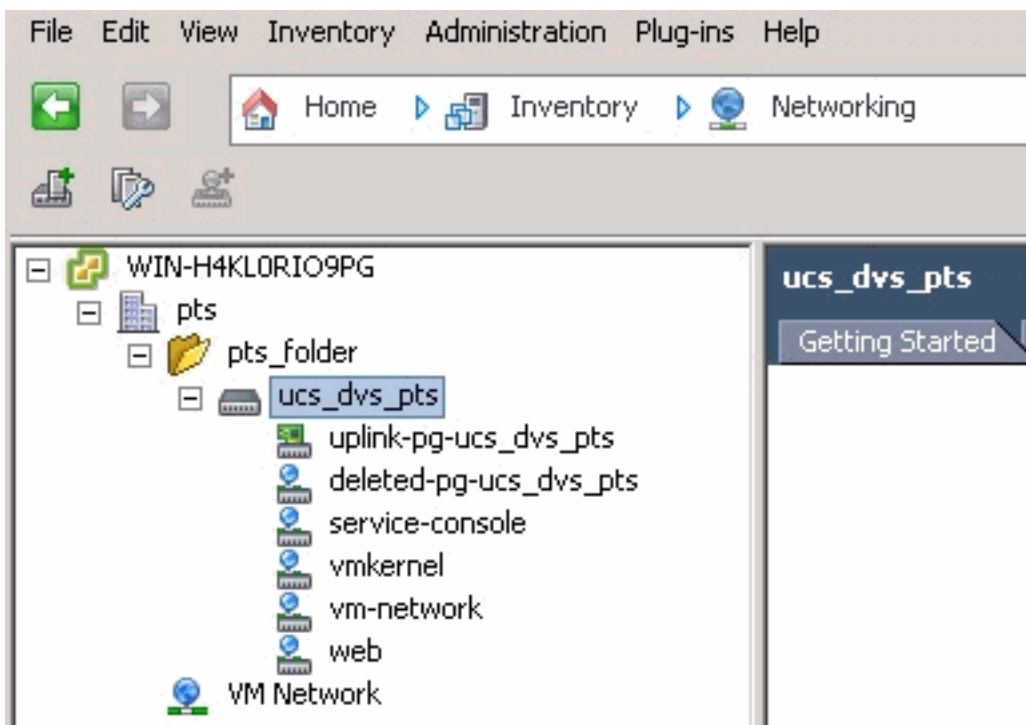 File Edit View Inventory Administration Plug-ins Help
Home Inventory Networking
WIN-H4KL0RIO9PG
pts
pts_folder
ucs_dvs_pts
uplink-pg-ucs_dvs_pts
deleted-pg-ucs_dvs_pts
service-console
vmkernel
vm-network
web
VM Network
ucs_dvs_pts
Getting Started